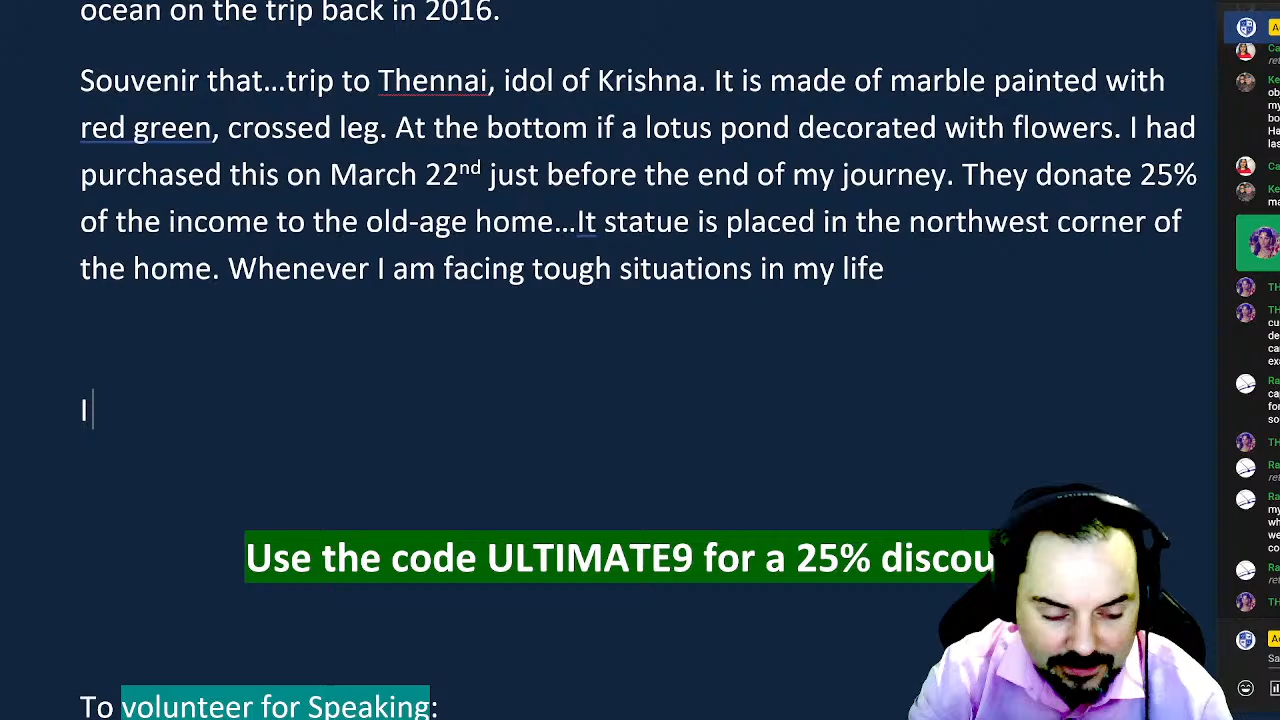 ocean on the trip back in 2016.
Souvenir that…trip to Thennai, idol of Krishna. It is made of marble painted with
red green, crossed leg. At the bottom if a lotus pond decorated with flowers. I had
purchased this on March 22nd just before the end of my journey. They donate 25%
of the income to the old-age home…It statue is placed in the northwest corner of
the home. Whenever I am facing tough situations in my life
I
Use the code ULTIMATE9 for a 25% discou
To volunteer for Speaking: